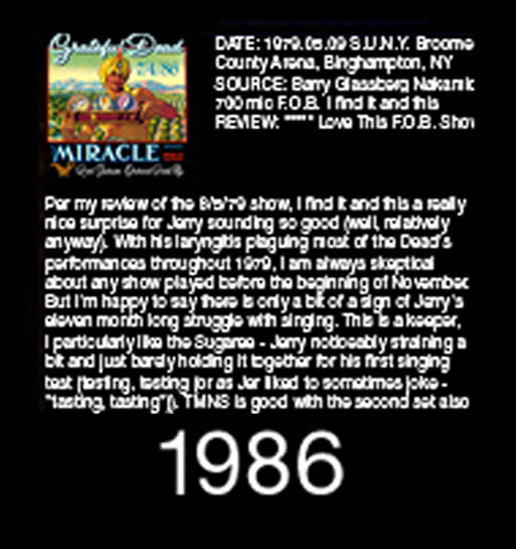 Grateful Dead
7/4/86
MIRACLE
DATE: 1979.05.09 S.U.N.Y. Broome
County Arena, Binghampton, NY
SOURCE: Barry Glassberg Nakamic
700 mic F.O.B. I find it and this
REVIEW: ***** Love This F.O.B. Shov
Per my review of the 8/5/79 show, I find it and this a really
nice surprise for Jerry sounding so good (well, relatively
anyway). With his laryngitis plaguing most of the Dead's
performances throughout 1979, I am always skeptical
about any show played before the beginning of November.
But I'm happy to say there is only a bit of a sign of Jerry's
eleven month long struggle with singing. This is a keeper,
I particularly like the Sugaree - Jerry noticeably straining a
bit and just barely holding it together for his first singing
test (testing, testing (or as Jer liked to sometimes joke -
"tasting, tasting"()). TMNS is good with the second set also
1986